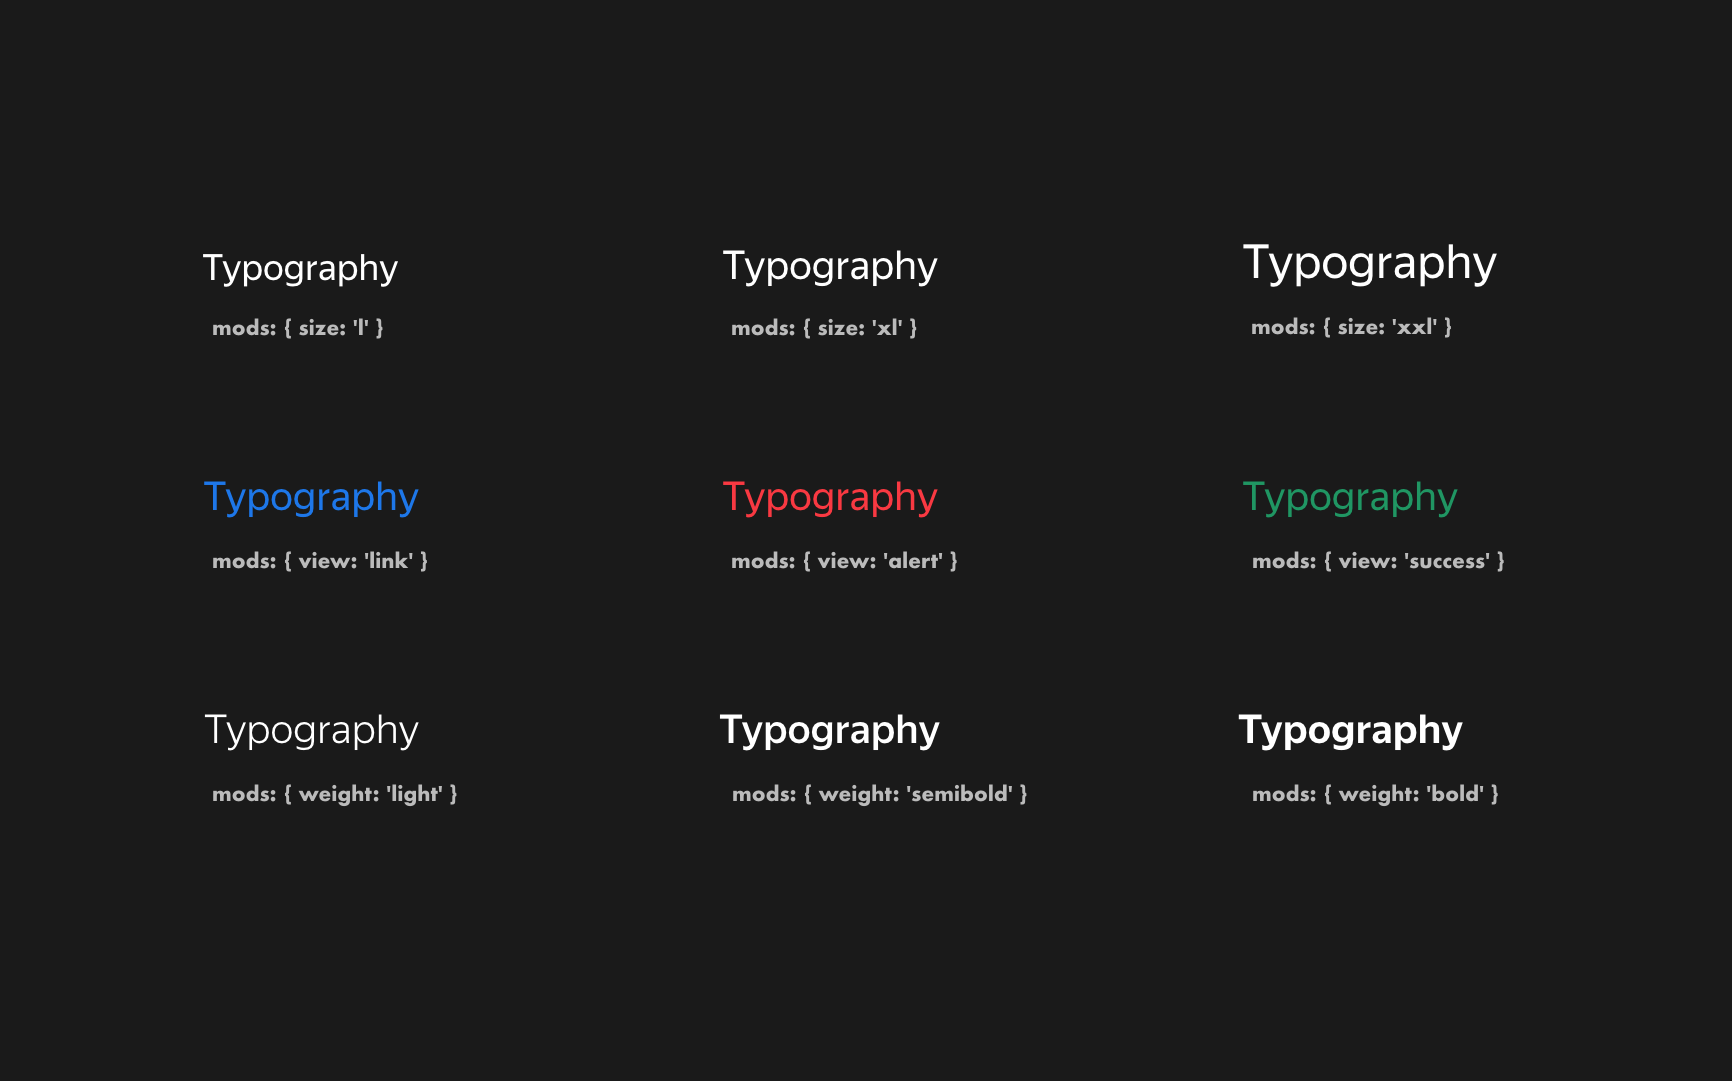 Typography
Typography
Typography
mods: { size: 'l' }
mods: { size: 'xl' }
mods: { size: 'xxl' }
Typography
Typography
Typography
mods: { view: 'link' }
mods: { view: 'alert' }
mods: { view: 'success' }
Typography
Typography
Typography
mods: { weight: 'light' }
mods: { weight: 'semibold' }
mods: { weight: 'bold' }